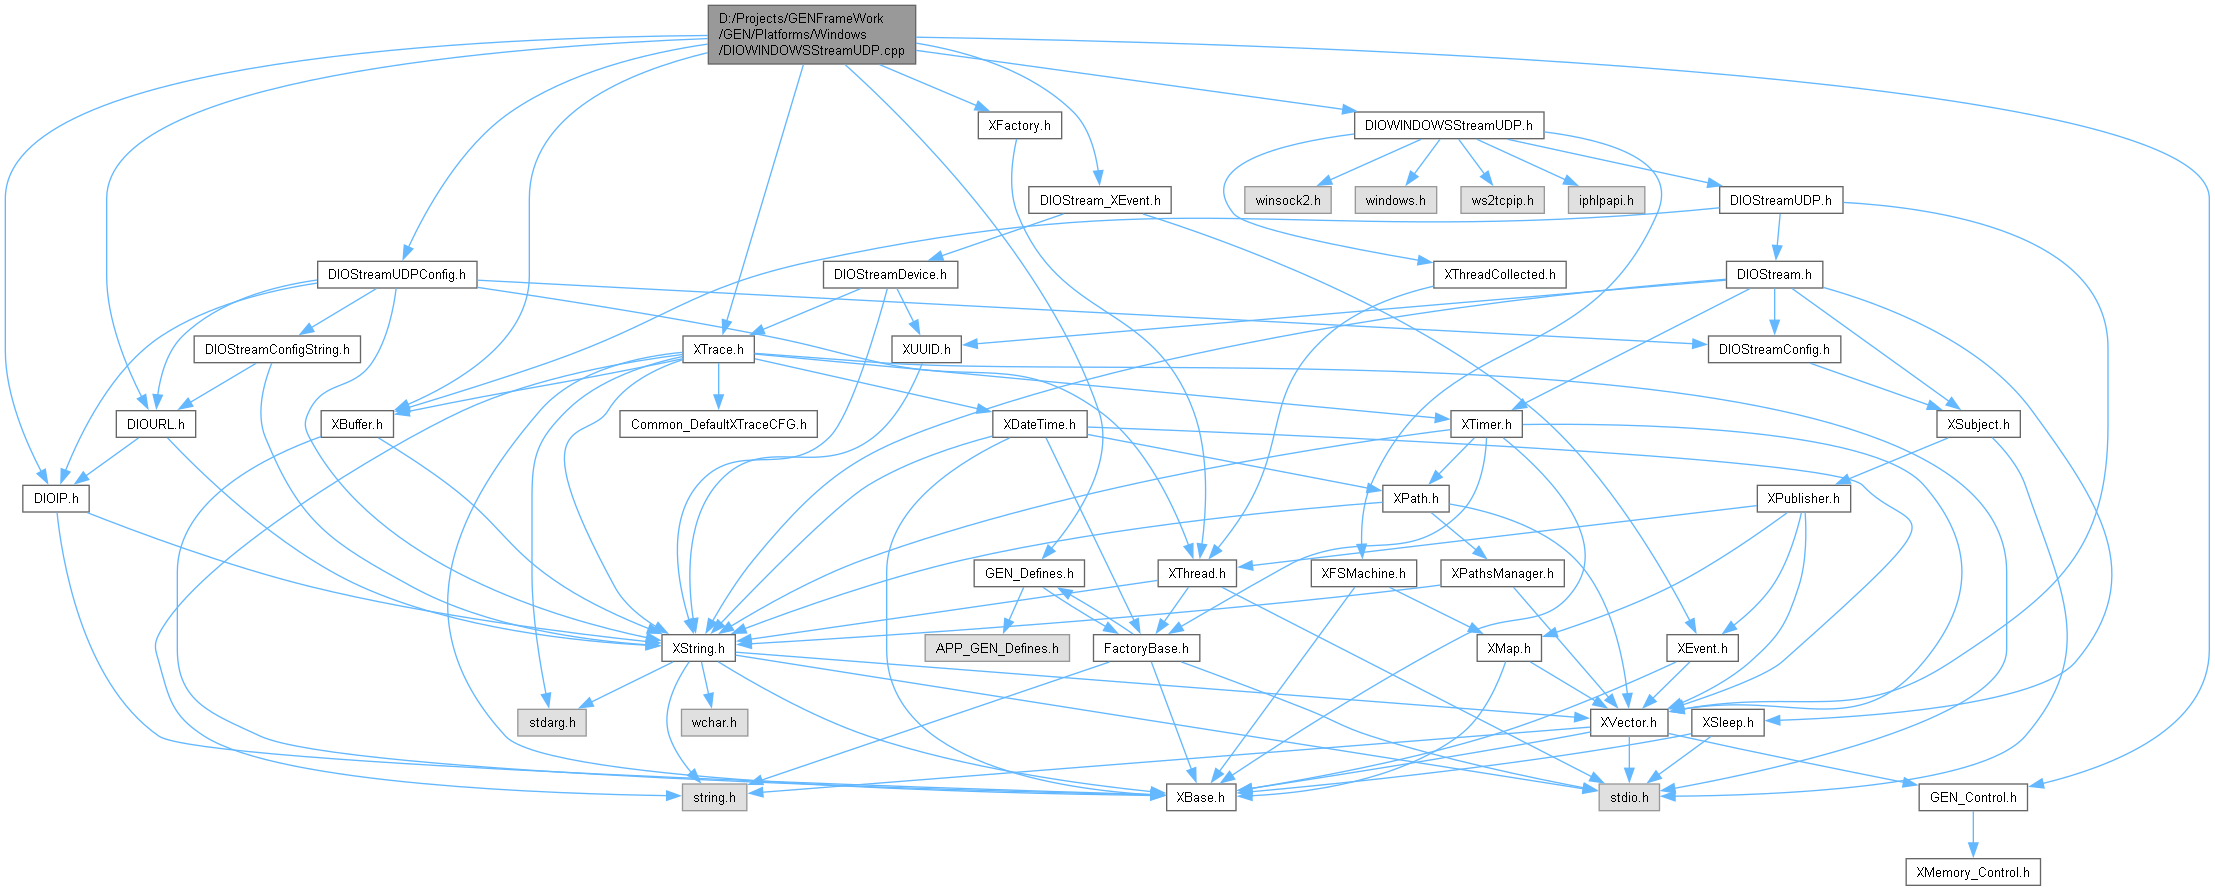 D:/Projects/GENFrameWork
/GEN/Platforms/Windows
/DIOWINDOWSStreamUDP.cpp
XFactory.h
DIOWINDOWSStreamUDP.h
DIOStream_XEvent.h
winsock2.h
windows.h
ws2tcpip.h
iphlpapi.h
DIOStreamUDP.h
DIOStreamUDPConfig.h
DIOStreamDevice.h
XThreadCollected.h
DIOStream.h
DIOStreamConfigString.h
XTrace.h
XUUID.h
DIOStreamConfig.h
DIOURL.h
XBuffer.h
Common_DefaultXTraceCFG.h
XDateTime.h
XTimer.h
XSubject.h
DIOIP.h
XPath.h
XPublisher.h
GEN_Defines.h
XThread.h
XFSMachine.h
XPathsManager.h
XString.h
APP_GEN_Defines.h
FactoryBase.h
XMap.h
XEvent.h
stdarg.h
wchar.h
XVector.h
XSleep.h
string.h
XBase.h
stdio.h
GEN_Control.h
XMemory_Control.h